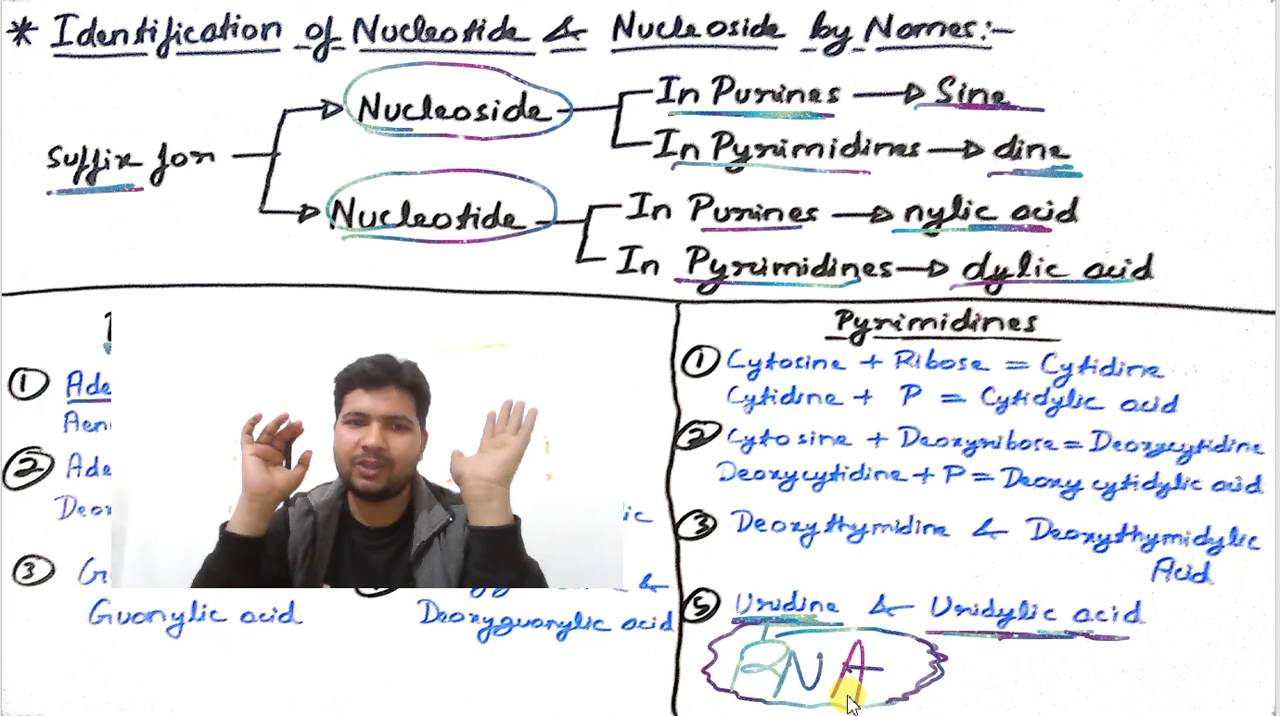 * Identification of Nucleotide & Nucleoside by Names:-
Suffix for
Nucleoside
In Purines → Sine
In Pyrimidines → dine
Nucleotide
In Purines → nylic acid
In Pyrimidines → dylic acid
① Ade
② Ade
③
Guanylic acid
Deoxyguanylic acid
&
Pyrimidines
① Cytosine + Ribose = Cytidine
Cytidine + P = Cytidylic acid
② Cytosine + Deoxyribose = Deoxycytidine
Deoxycytidine + P = Deoxy cytidylic acid
③ Deoxythymidine & Deoxythymidylic
Acid
⑤ Uridine & Uridylic acid
RNA